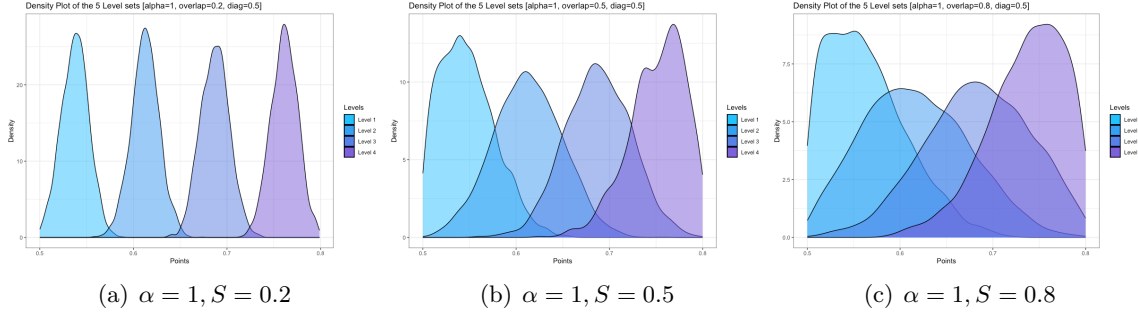 Density Plot of the 5 Level sets [alpha=1, overlap=0.2, diag=0.5]
Density
20
10
0
0.5 0.6 0.7 0.8
Points
Levels
Level 1
Level 2
Level 3
Level 4
(a) α = 1, S = 0.2
Density Plot of the 5 Level sets [alpha=1, overlap=0.5, diag=0.5]
Density
10
5
0
0.5 0.6 0.7 0.8
Points
Levels
Level 1
Level 2
Level 3
Level 4
(b) α = 1, S = 0.5
Density Plot of the 5 Level sets [alpha=1, overlap=0.8, diag=0.5]
Density
7.5
5.0
2.5
0.0
0.5 0.6 0.7 0.8
Points
Levels
Level
Level
Level
Level
(c) α = 1, S = 0.8